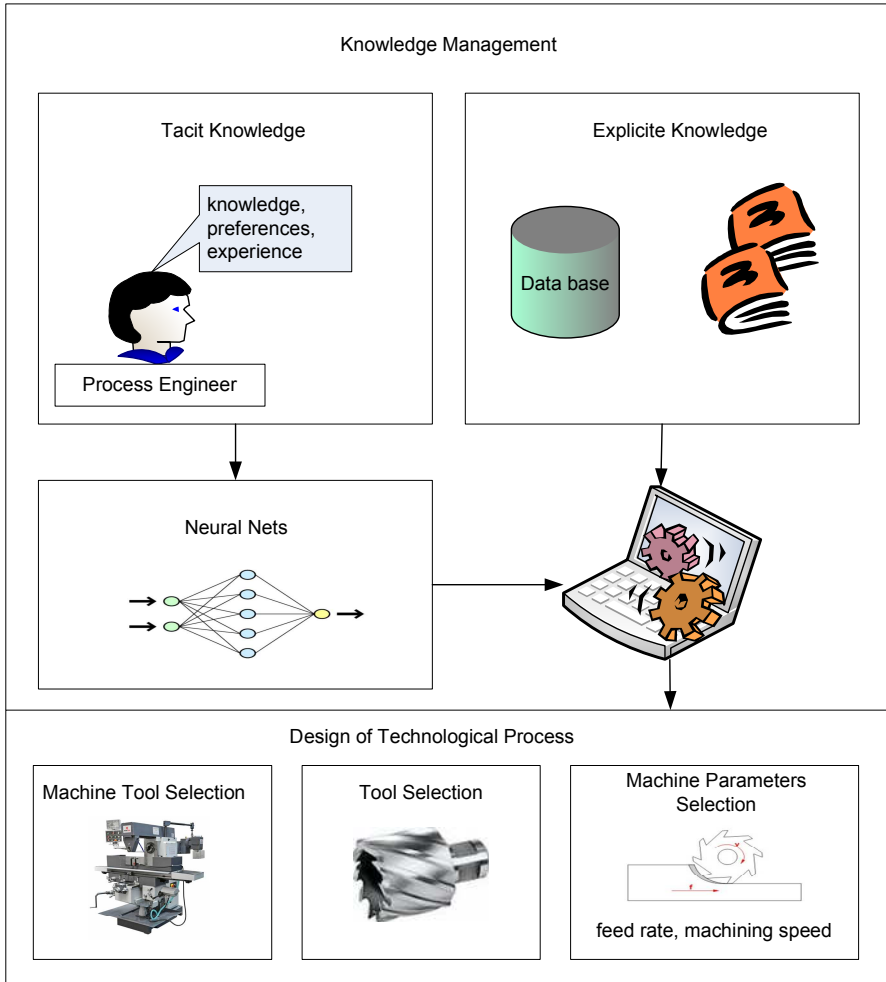 Knowledge Management
Tacit Knowledge
knowledge,
preferences,
experience
Process Engineer
Explicite Knowledge
Data base
Neural Nets
Design of Technological Process
Machine Tool Selection
Tool Selection
Machine Parameters
Selection
v
f
feed rate, machining speed